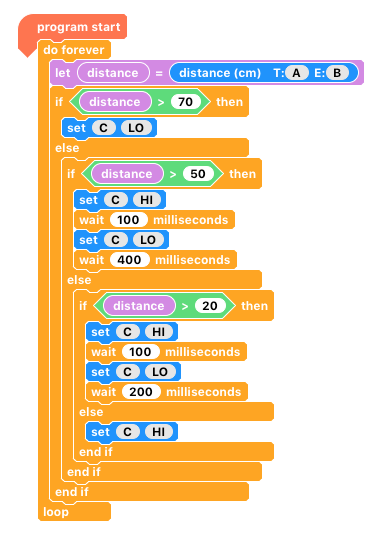 program start
do forever
let distance = distance (cm) T: A E: B
if distance > 70 then
set C LO
else
if distance > 50 then
set C HI
wait 100 milliseconds
set C LO
wait 400 milliseconds
else
if distance > 20 then
set C HI
wait 100 milliseconds
set C LO
wait 200 milliseconds
else
set C HI
end if
end if
end if
loop